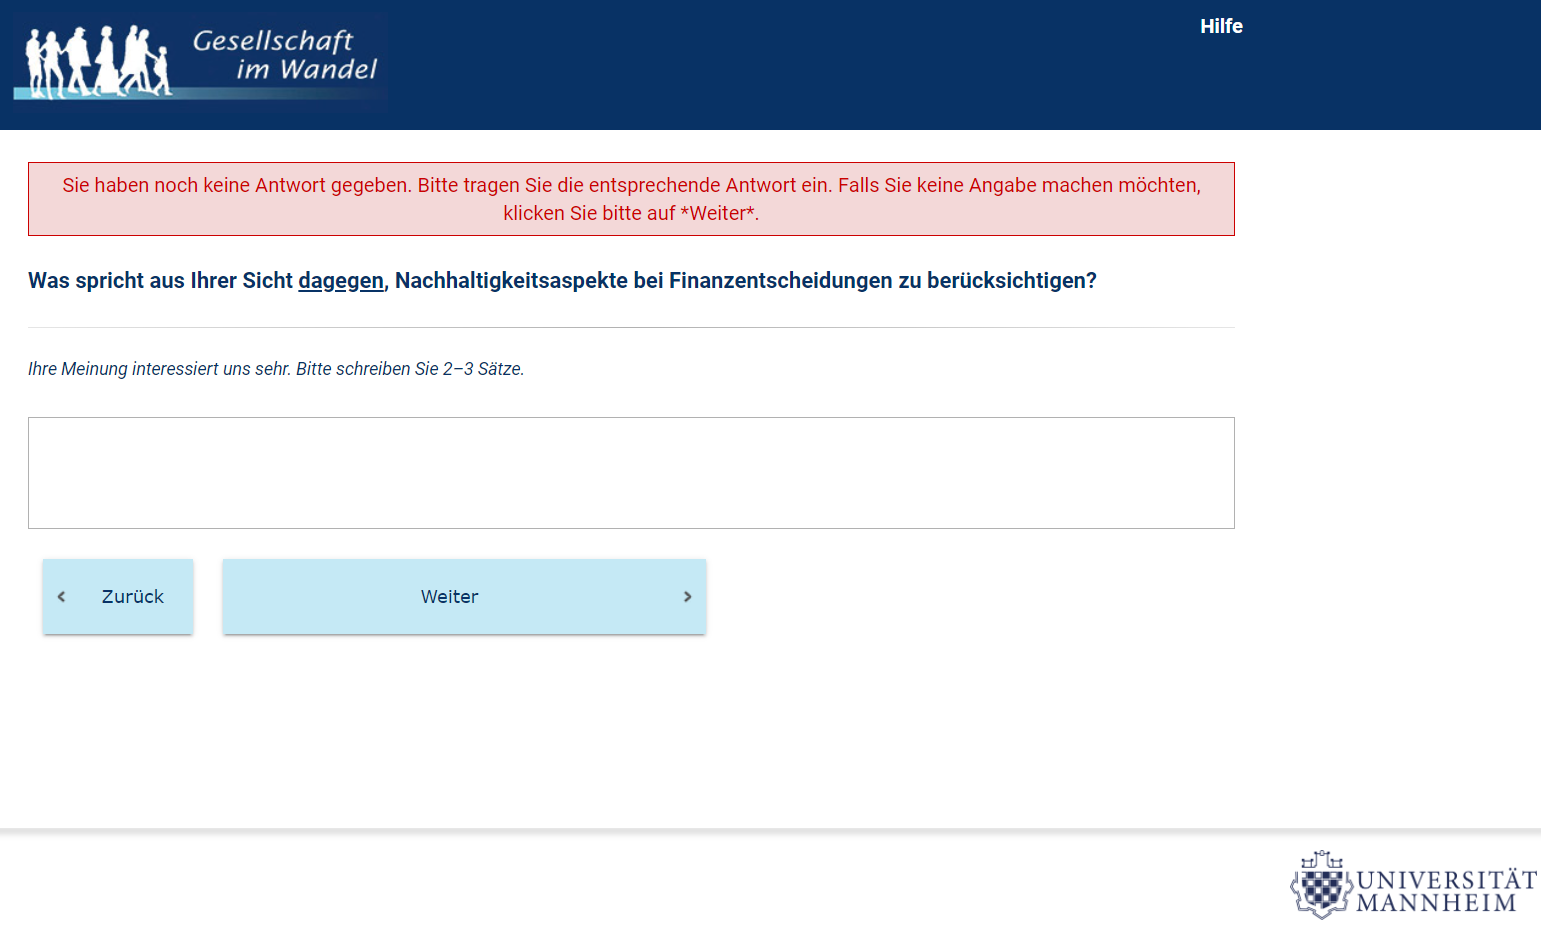 Gesellschaft
im Wandel
Hilfe
Sie haben noch keine Antwort gegeben. Bitte tragen Sie die entsprechende Antwort ein. Falls Sie keine Angabe machen möchten,
klicken Sie bitte auf *Weiter*.
Was spricht aus Ihrer Sicht dagegen, Nachhaltigkeitsaspekte bei Finanzentscheidungen zu berücksichtigen?
Ihre Meinung interessiert uns sehr. Bitte schreiben Sie 2–3 Sätze.
Zurück
Weiter
UNIVERSITÄT
MANNHEIM